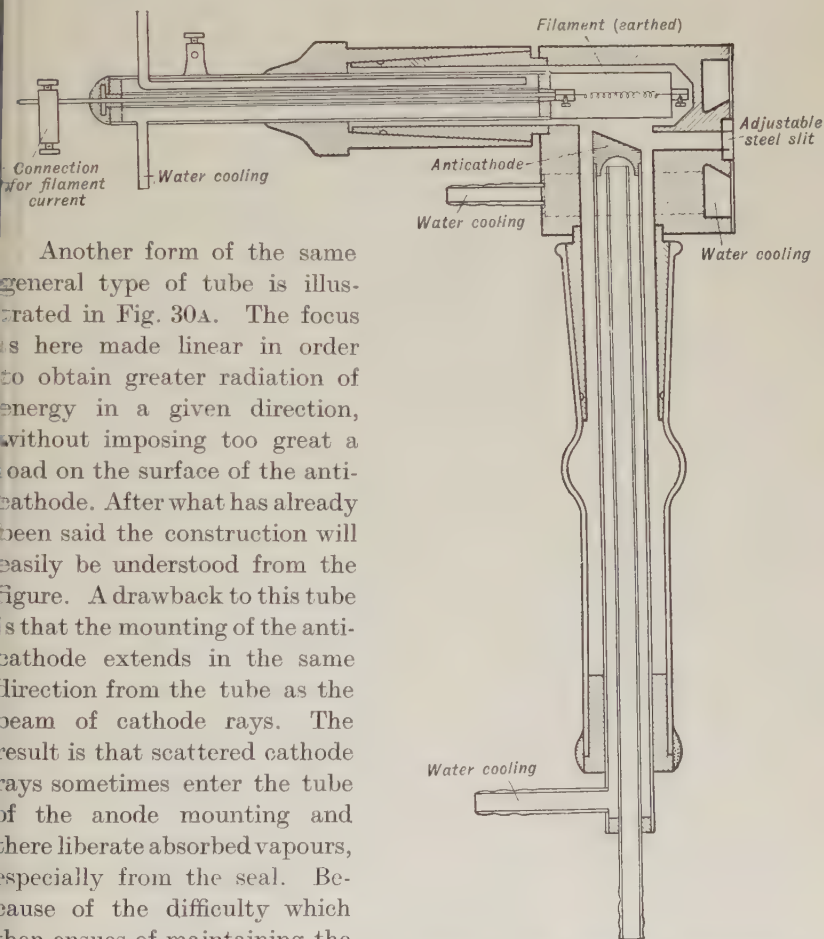 Filament (earthed)
Adjustable
steel slit
Connection
for filament
current
Water cooling
Anticathode
Water cooling
Water cooling
Another form of the same
general type of tube is illus-
trated in Fig. 30A. The focus
is here made linear in order
to obtain greater radiation of
energy in a given direction,
without imposing too great a
load on the surface of the anti-
cathode. After what has already
been said the construction will
easily be understood from the
figure. A drawback to this tube
is that the mounting of the anti-
cathode extends in the same
direction from the tube as the
beam of cathode rays. The
result is that scattered cathode
rays sometimes enter the tube
of the anode mounting and
there liberate absorbed vapours,
especially from the seal. Be-
cause of the difficulty which
then ensues of maintaining the
Water cooling